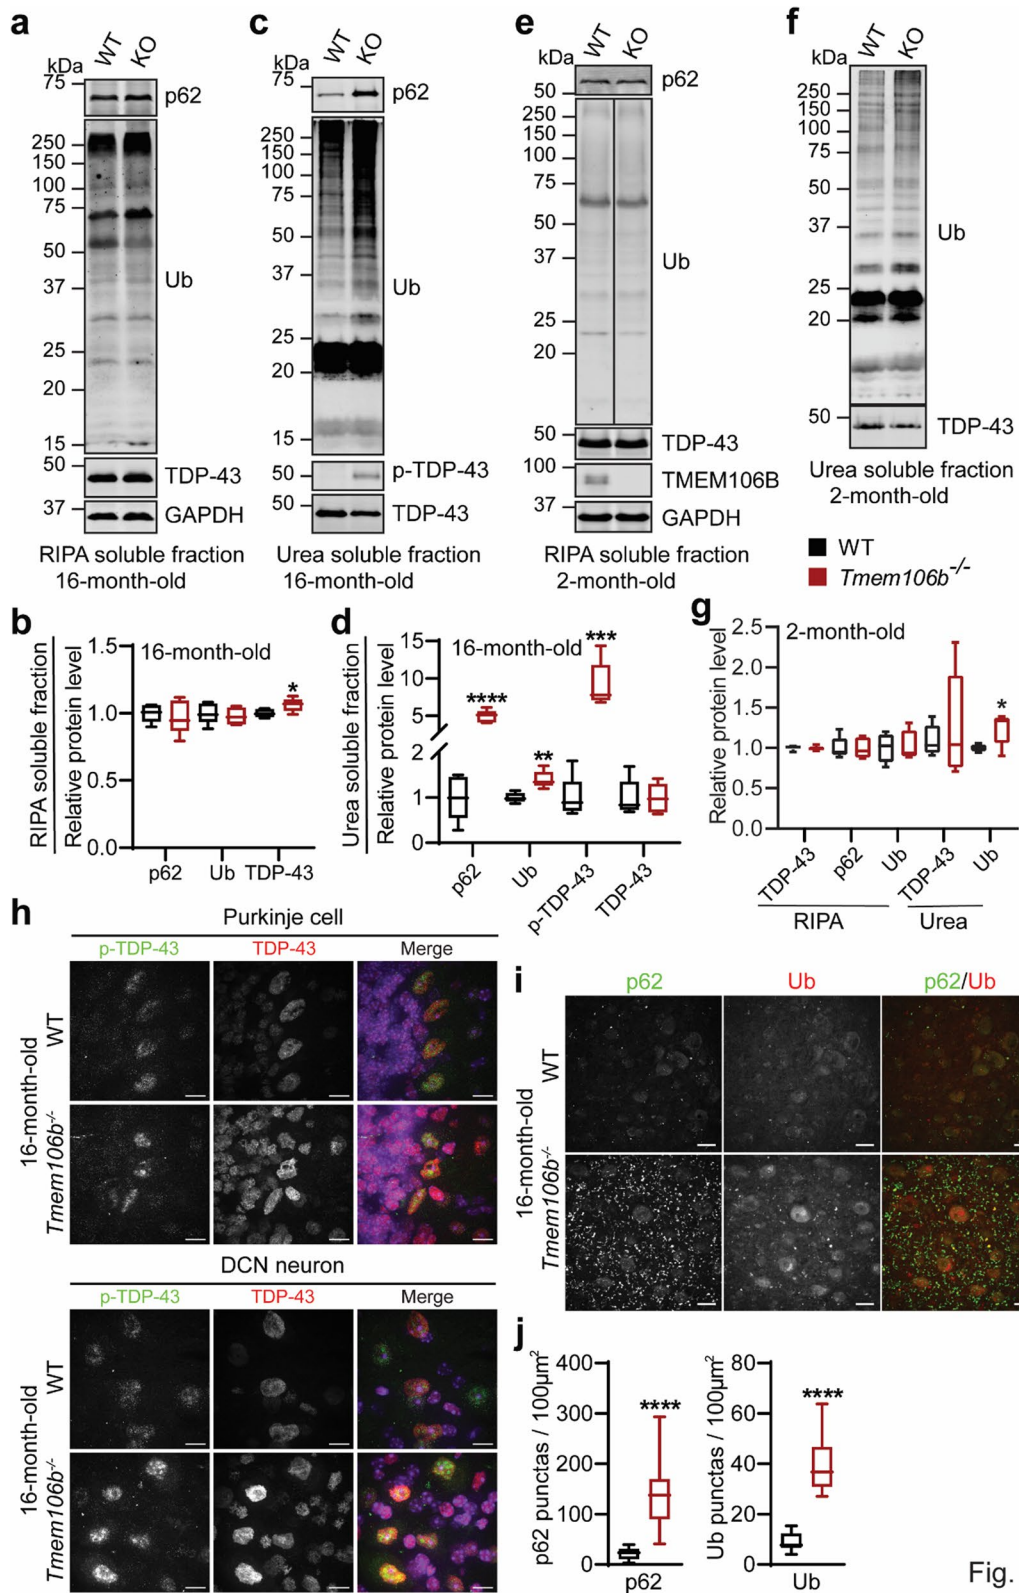 a
WT
KO
kDa
75
p62
250
150
100
75
50
37
Ub
25
20
15
50
TDP-43
37
GAPDH
RIPA soluble fraction
16-month-old
c
WT
KO
kDa
75
p62
250
150
100
75
50
37
Ub
25
20
15
50
p-TDP-43
50
TDP-43
Urea soluble fraction
16-month-old
e
WT
KO
kDa
50
p62
250
150
100
75
50
37
Ub
25
20
50
TDP-43
100
TMEM106B
37
GAPDH
RIPA soluble fraction
2-month-old
f
WT
KO
kDa
250
150
100
75
50
37
Ub
25
20
50
TDP-43
Urea soluble fraction
2-month-old
WT
Tmem106b-/-
b
RIPA soluble fraction
Relative protein level
16-month-old
1.5
1.0
0.5
0.0
*
p62
Ub
TDP-43
d
Urea soluble fraction
Relative protein level
16-month-old
15
10
5
2
1
0
****
**
***
p62
Ub
p-TDP-43
TDP-43
g
Relative protein level
2-month-old
2.5
2.0
1.5
1.0
0.5
0.0
*
TDP-43
p62
Ub
TDP-43
Ub
RIPA
Urea
h
Purkinje cell
p-TDP-43
TDP-43
Merge
16-month-old
WT
Tmem106b-/-
DCN neuron
p-TDP-43
TDP-43
Merge
16-month-old
WT
Tmem106b-/-
i
p62
Ub
p62/Ub
16-month-old
WT
Tmem106b-/-
j
p62 punctas / 100µm²
400
300
200
100
0
****
p62
Ub punctas / 100µm²
80
60
40
20
0
****
Ub
Fig.